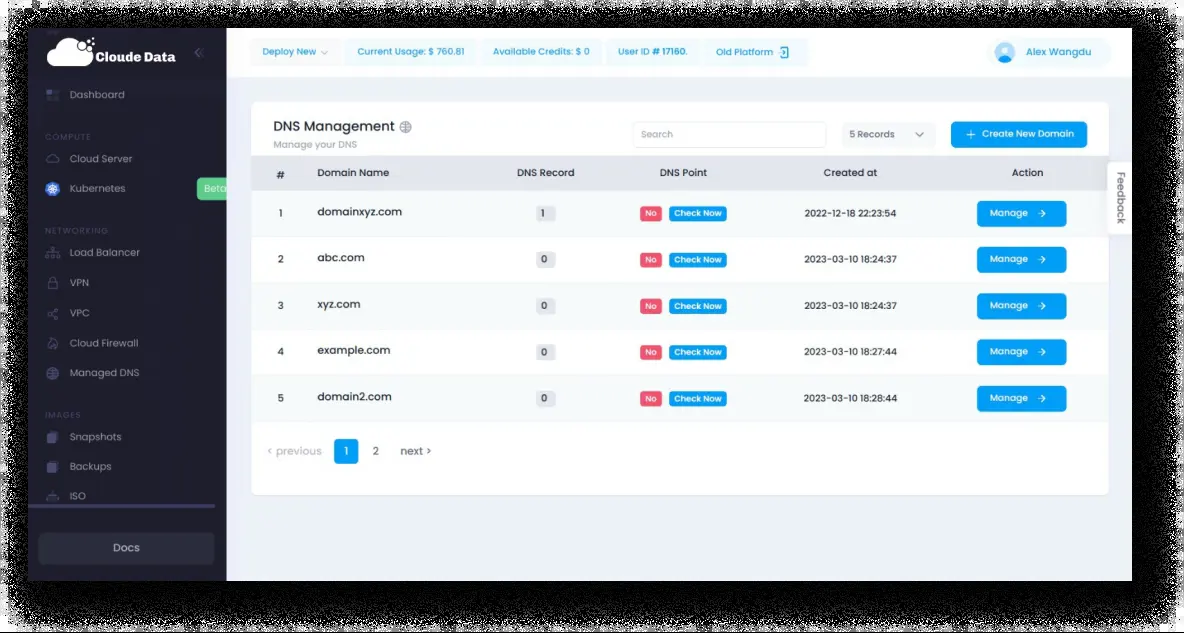 Cloude Data
Deploy New
Current Usage: $ 760.81
Available Credits: $ 0
User ID # 17160.
Old Platform
Alex Wangdu
Dashboard
COMPUTE
Cloud Server
Kubernetes
Beta
NETWORKING
Load Balancer
VPN
VPC
Cloud Firewall
Managed DNS
IMAGES
Snapshots
Backups
ISO
Docs
DNS Management
Manage your DNS
Search
5 Records
+ Create New Domain
# Domain Name DNS Record DNS Point Created at Action
1 domainxyz.com 1 No Check Now 2022-12-18 22:23:54 Manage →
2 abc.com 0 No Check Now 2023-03-10 18:24:37 Manage →
3 xyz.com 0 No Check Now 2023-03-10 18:24:37 Manage →
4 example.com 0 No Check Now 2023-03-10 18:27:44 Manage →
5 domain2.com 0 No Check Now 2023-03-10 18:28:44 Manage →
< previous 1 2 next >
Feedback